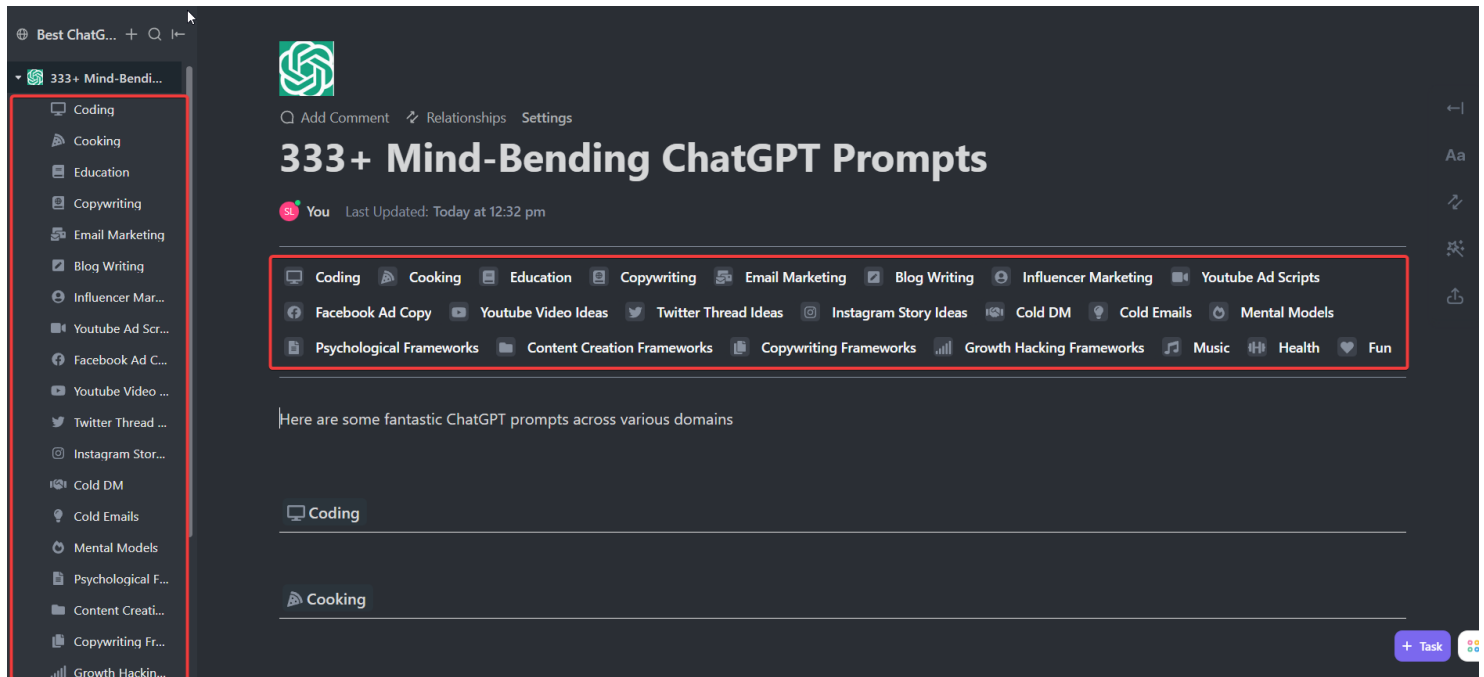 Best ChatG...
333+ Mind-Bendi...
Coding
Cooking
Education
Copywriting
Email Marketing
Blog Writing
Influencer Mar...
Youtube Ad Scr...
Facebook Ad C...
Youtube Video ...
Twitter Thread ...
Instagram Stor...
Cold DM
Cold Emails
Mental Models
Psychological F...
Content Creati...
Copywriting Fr...
Growth Hackin...
Add Comment Relationships Settings
333+ Mind-Bending ChatGPT Prompts
SL You Last Updated: Today at 12:32 pm
Coding Cooking Education Copywriting Email Marketing Blog Writing Influencer Marketing Youtube Ad Scripts
Facebook Ad Copy Youtube Video Ideas Twitter Thread Ideas Instagram Story Ideas Cold DM Cold Emails Mental Models
Psychological Frameworks Content Creation Frameworks Copywriting Frameworks Growth Hacking Frameworks Music Health Fun
Here are some fantastic ChatGPT prompts across various domains
Coding
Cooking
Aa
+ Task